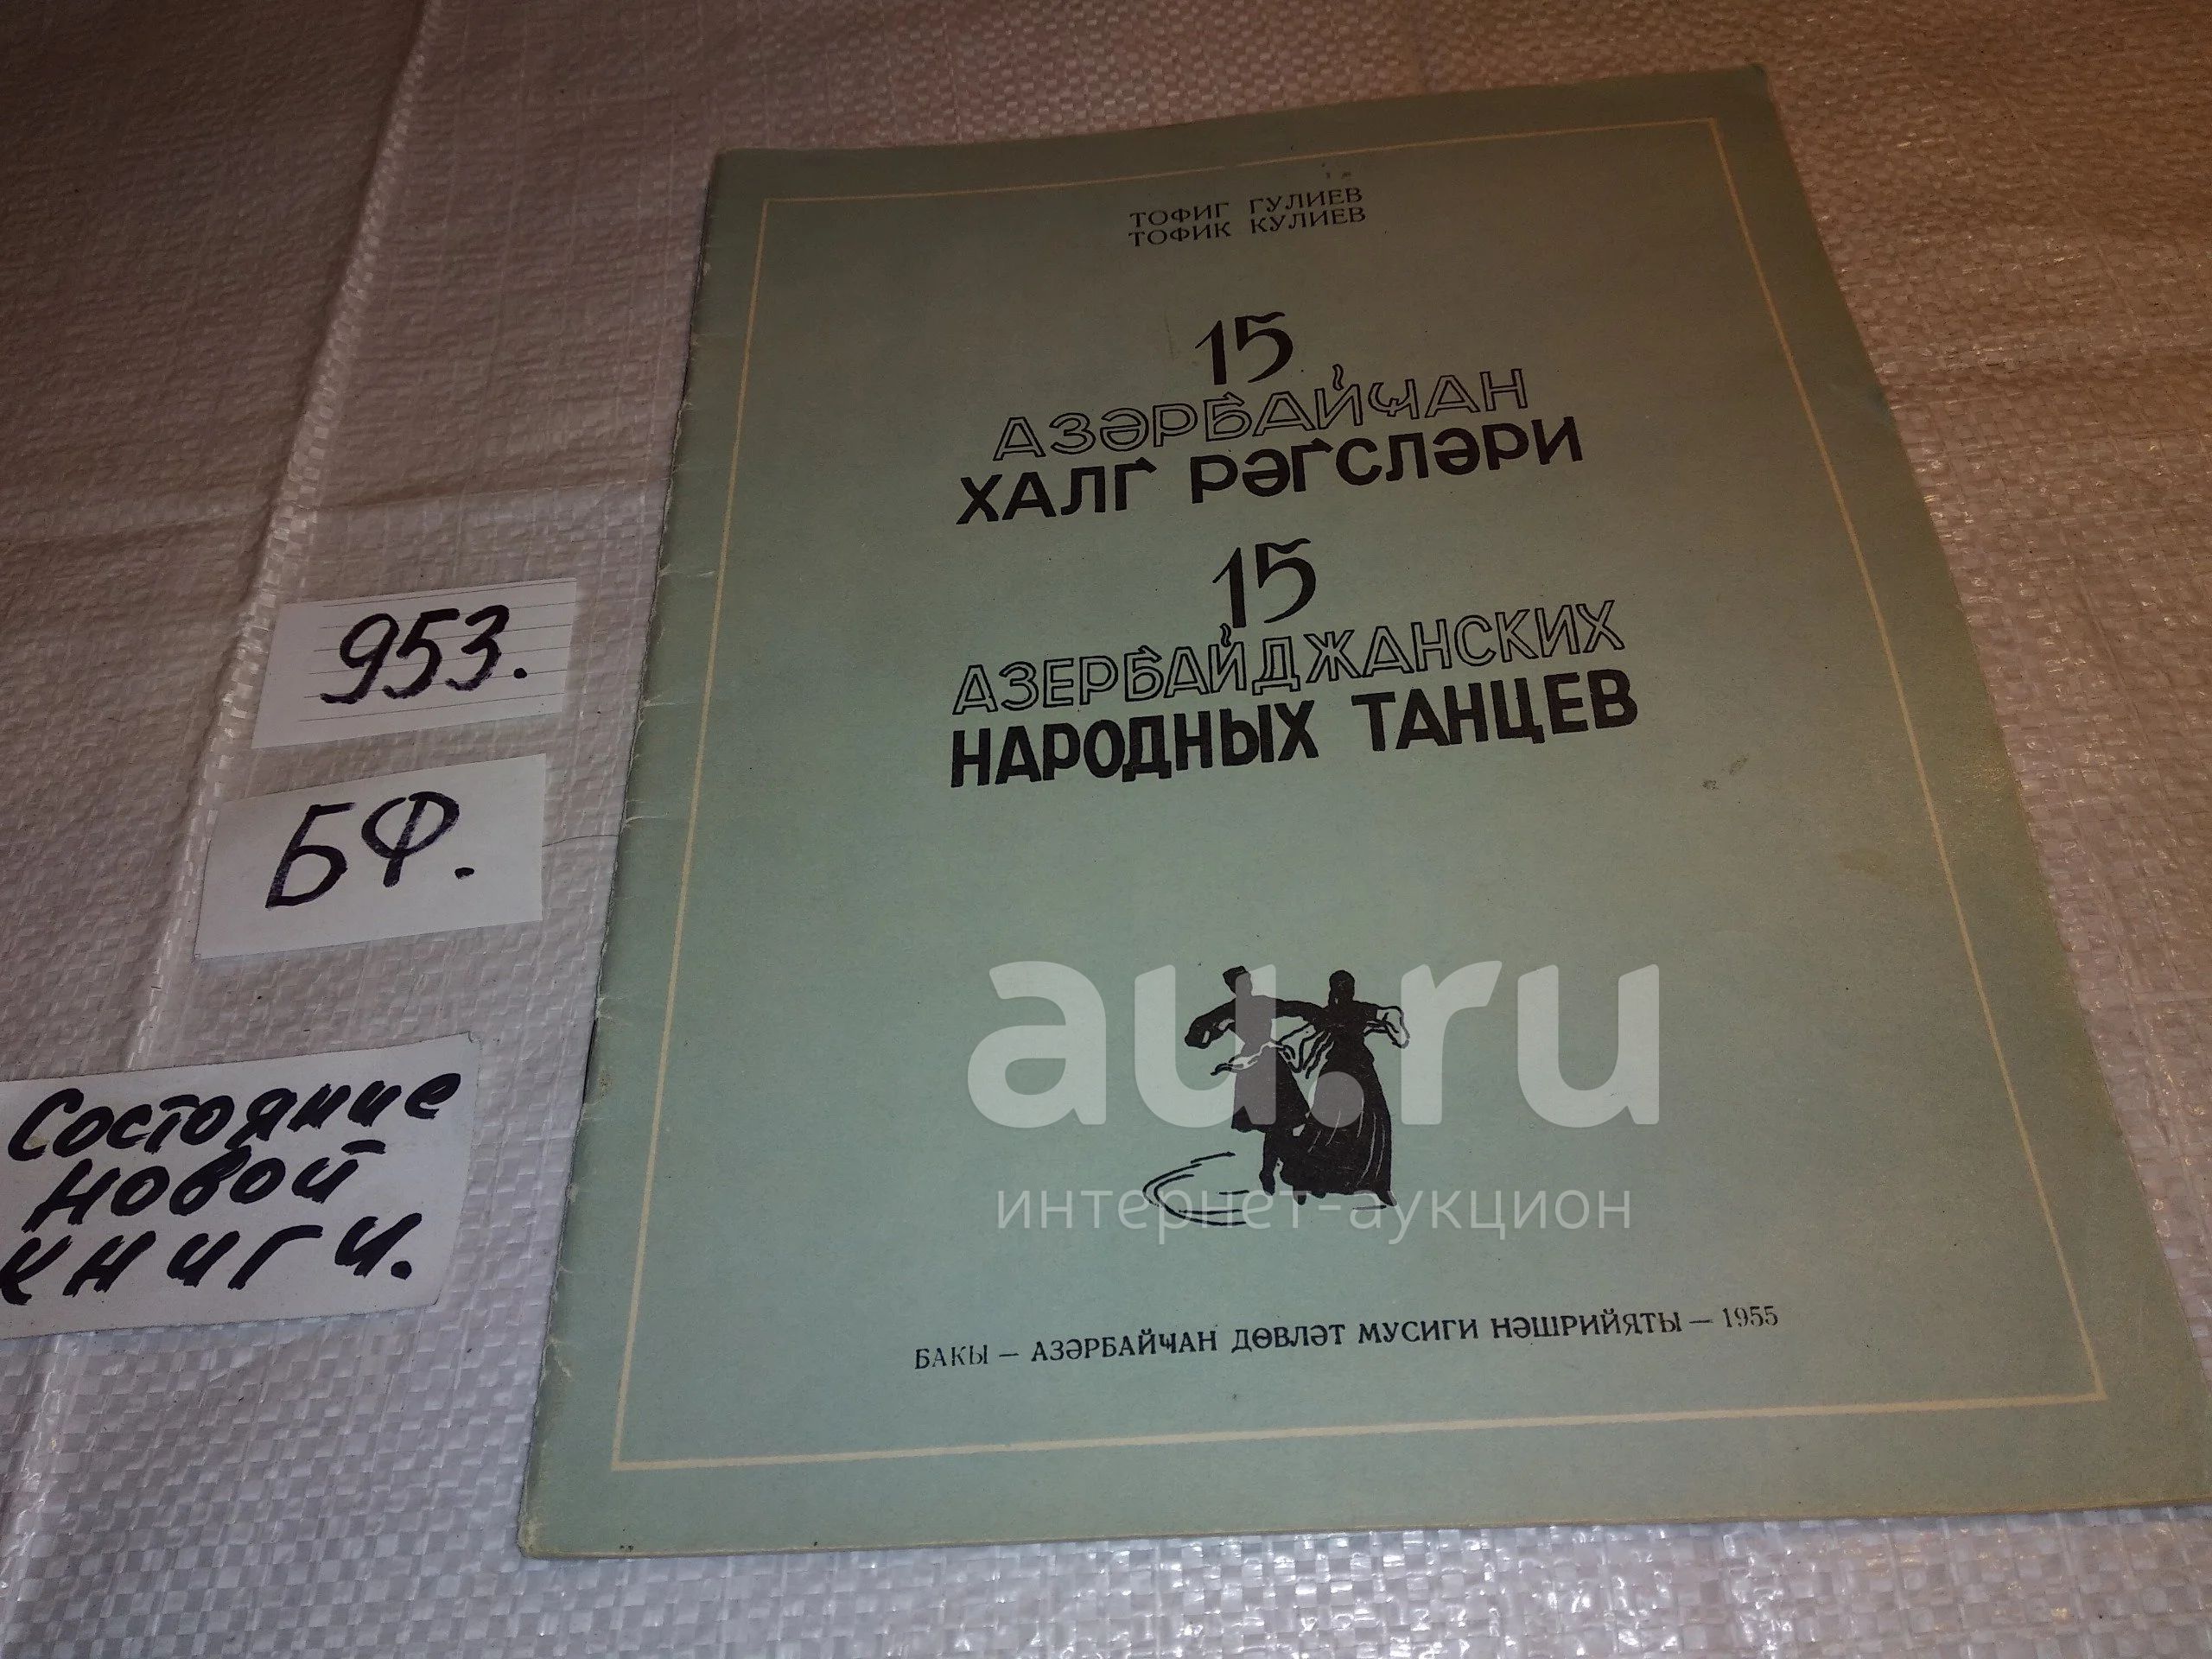 ТОФИГ ГУЛИЕВ
ТОФИК КУЛИЕВ
15
АЗӘРБАЙҸАН
ХАЛГ РӘГСЛӘРИ
15
АЗЕРБАЙДЖАНСКИХ
НАРОДНЫХ ТАНЦЕВ
БАКЫ — АЗӘРБАЙҸАН ДӨВЛӘТ МУСИГИ НӘШРИЙЯТЫ — 1955
953.
БФ.
Состояние
новой
книги.
au.ru
интернет-аукцион